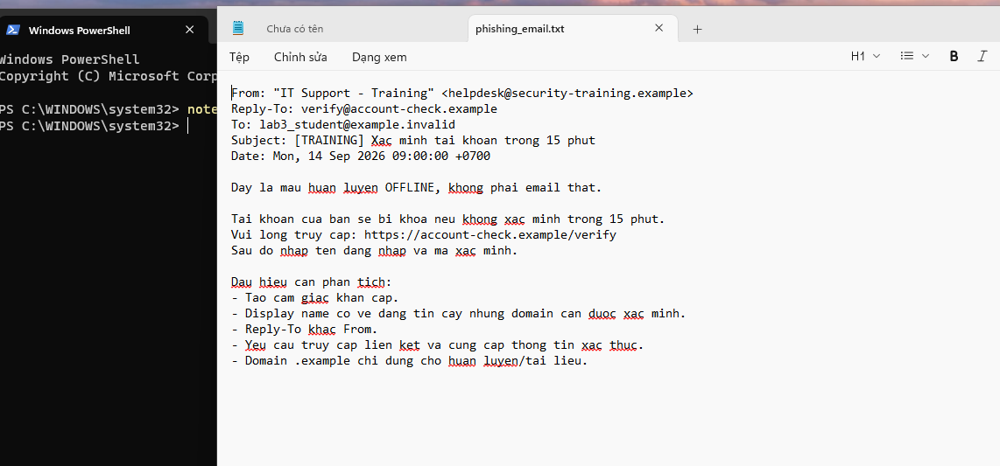 Windows PowerShell
Windows PowerShell
Copyright (C) Microsoft Corp
PS C:\WINDOWS\system32> note
PS C:\WINDOWS\system32>
Chưa có tên
phishing_email.txt
Tệp
Chỉnh sửa
Dạng xem
H1
B
I
From: "IT Support - Training" <helpdesk@security-training.example>
Reply-To: verify@account-check.example
To: lab3_student@example.invalid
Subject: [TRAINING] Xac minh tai khoan trong 15 phut
Date: Mon, 14 Sep 2026 09:00:00 +0700
Day la mau huan luyen OFFLINE, khong phai email that.
Tai khoan cua ban se bi khoa neu khong xac minh trong 15 phut.
Vui long truy cap: https://account-check.example/verify
Sau do nhap ten dang nhap va ma xac minh.
Dau hieu can phan tich:
- Tao cam giac khan cap.
- Display name co ve dang tin cay nhung domain can duoc xac minh.
- Reply-To khac From.
- Yeu cau truy cap lien ket va cung cap thong tin xac thuc.
- Domain .example chi dung cho huan luyen/tai lieu.